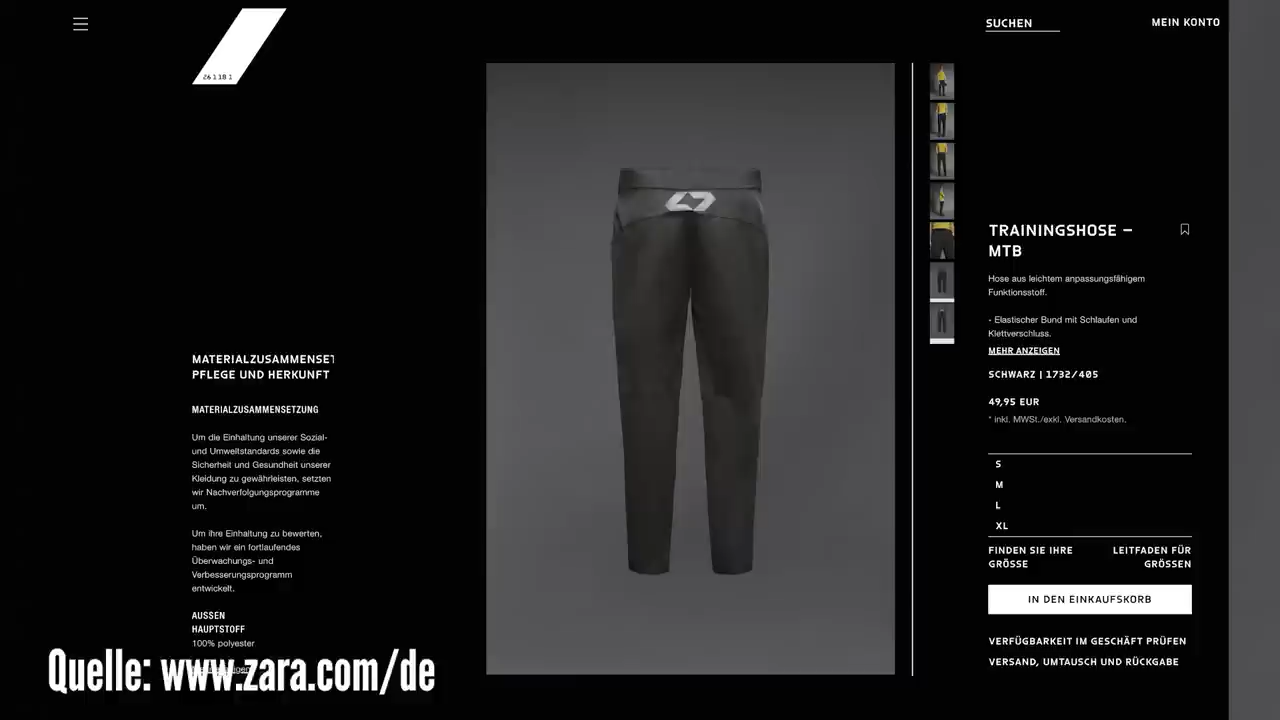 SUCHEN
MEIN KONTO
Z6 1 18 1
TRAININGSHOSE –
MTB
Hose aus leichtem anpassungsfähigem
Funktionsstoff.
- Elastischer Bund mit Schlaufen und
Klettverschluss.
MEHR ANZEIGEN
SCHWARZ | 1732/405
49,95 EUR
* inkl. MWSt./exkl. Versandkosten.
S
M
L
XL
FINDEN SIE IHRE GRÖSSE
LEITFADEN FÜR GRÖSSEN
IN DEN EINKAUFSKORB
VERFÜGBARKEIT IM GESCHÄFT PRÜFEN
VERSAND, UMTAUSCH UND RÜCKGABE
MATERIALZUSAMMENSET
PFLEGE UND HERKUNFT
MATERIALZUSAMMENSETZUNG
Um die Einhaltung unserer Sozial-
und Umweltstandards sowie die
Sicherheit und Gesundheit unserer
Kleidung zu gewährleisten, setzten
wir Nachverfolgungsprogramme
um.
Um ihre Einhaltung zu bewerten,
haben wir ein fortlaufendes
Überwachungs- und
Verbesserungsprogramm
entwickelt.
AUSSEN
HAUPTSTOFF
100% polyester
Quelle: www.zara.com/de